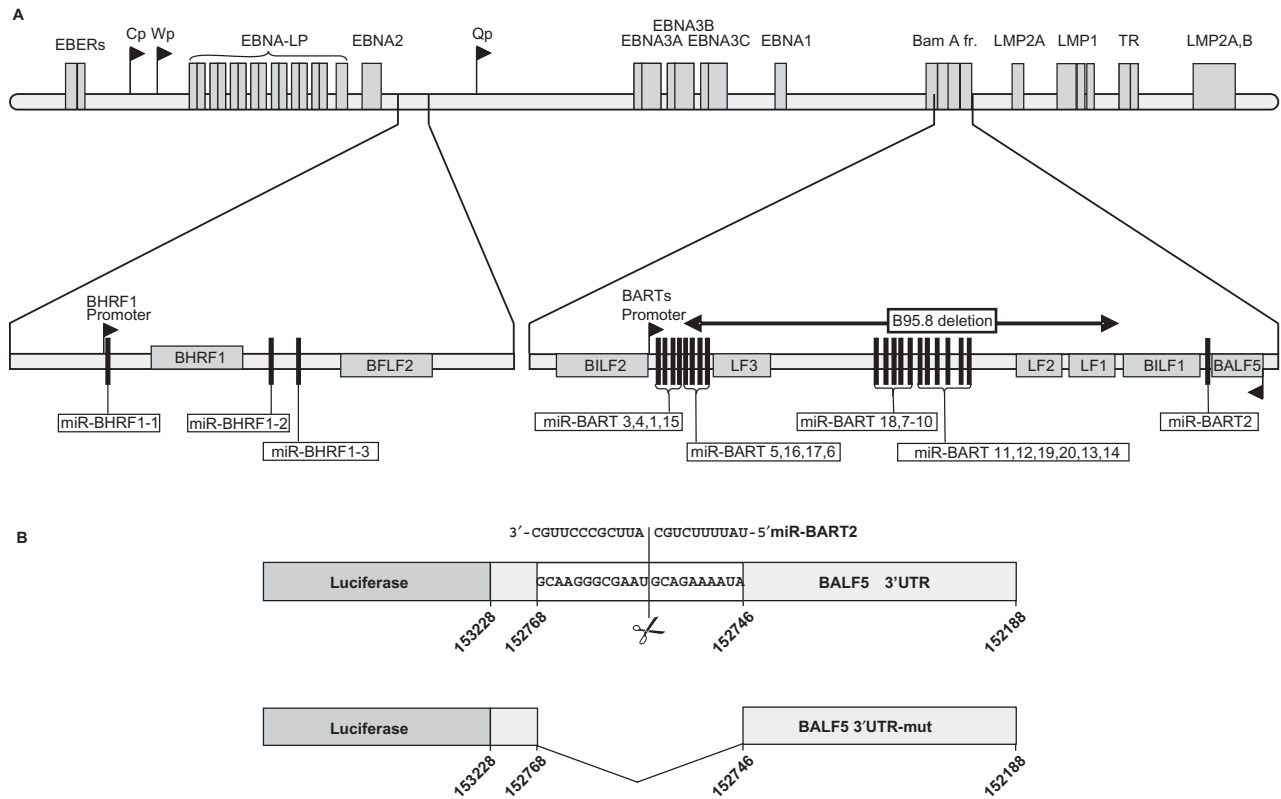 A
EBERs
Cp Wp
EBNA-LP
EBNA2
Qp
EBNA3B
EBNA3A EBNA3C
EBNA1
Bam A fr.
LMP2A
LMP1
TR
LMP2A,B
BHRF1
Promoter
BHRF1
BFLF2
miR-BHRF1-1
miR-BHRF1-2
miR-BHRF1-3
BARTs
Promoter
B95.8 deletion
BILF2
LF3
LF2
LF1
BILF1
BALF5
miR-BART 3,4,1,15
miR-BART 18,7-10
miR-BART2
miR-BART 5,16,17,6
miR-BART 11,12,19,20,13,14
B
3′-CGUUCCCGCUUA CGUCUUUUAU-5′miR-BART2
Luciferase
GCAAGGGCGAAUGCAGAAAAUA
BALF5 3'UTR
153228
152768
152746
152188
Luciferase
BALF5 3′UTR-mut
153228
152768
152746
152188